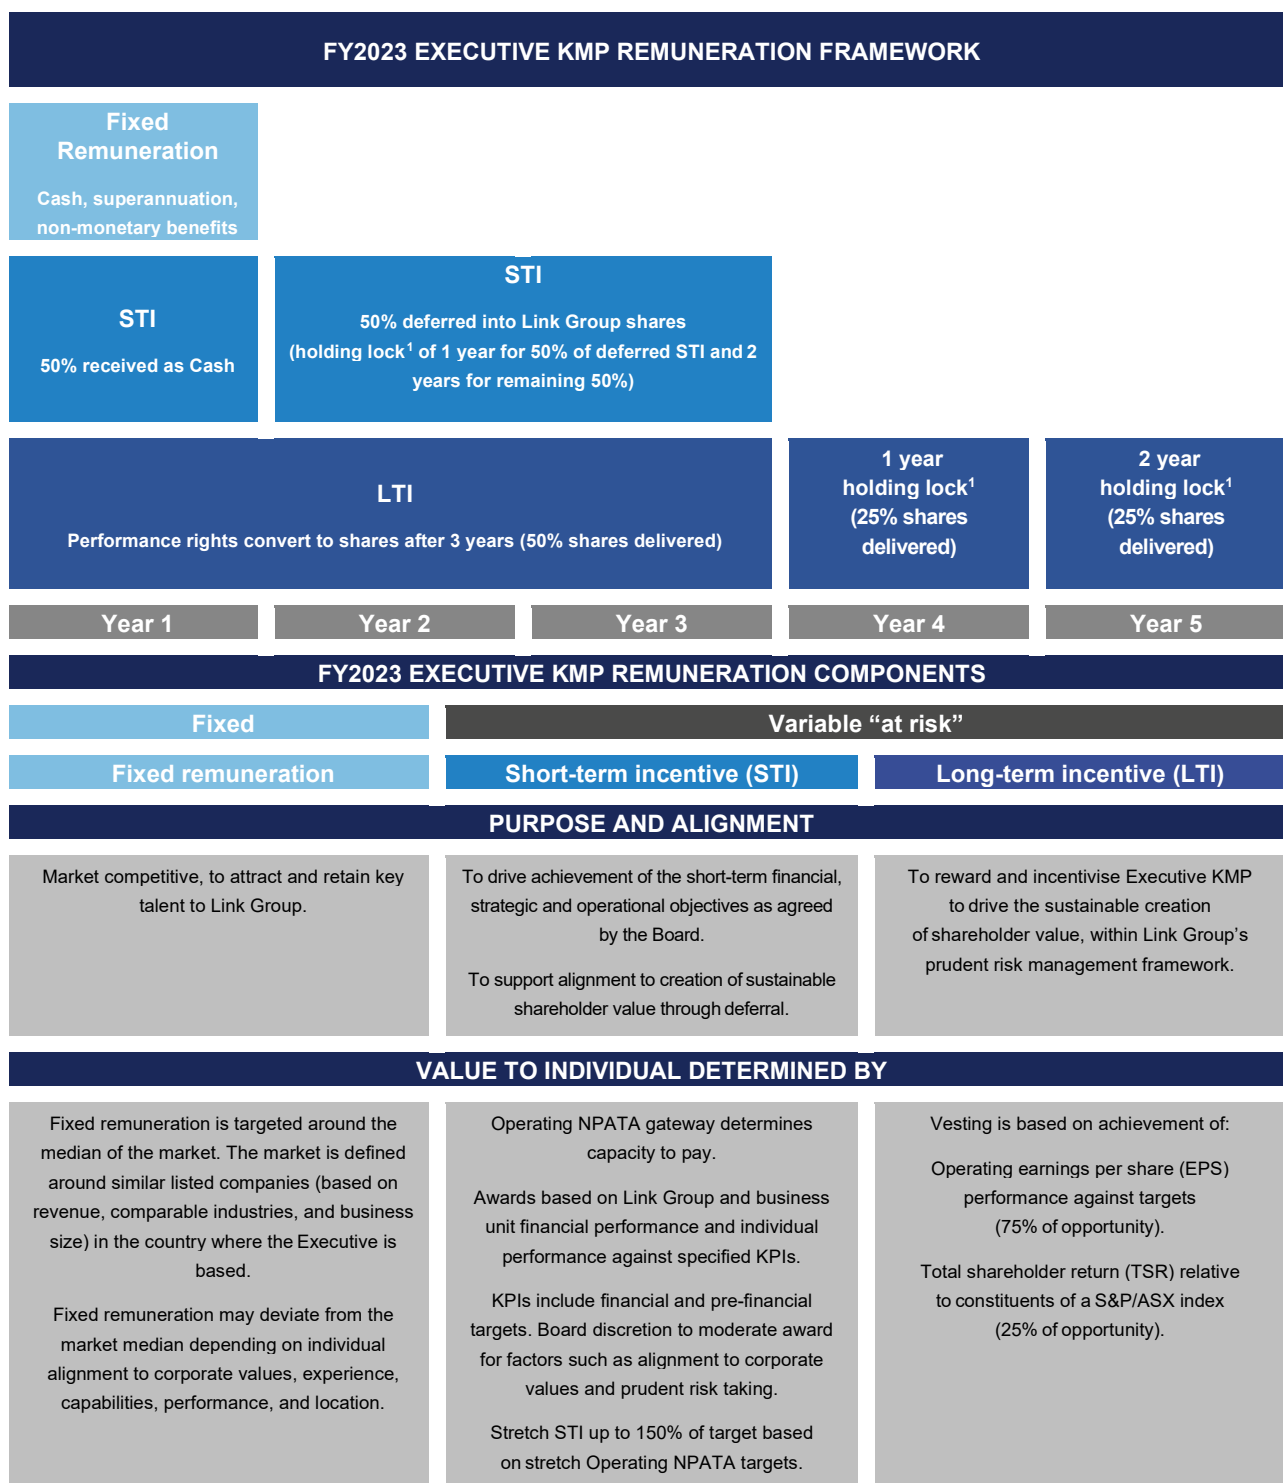 FY2023 EXECUTIVE KMP REMUNERATION FRAMEWORK
Fixed
Remuneration
Cash, superannuation,
non-monetary benefits
STI
50% received as Cash
STI
50% deferred into Link Group shares
(holding lock¹ of 1 year for 50% of deferred STI and 2
years for remaining 50%)
LTI
Performance rights convert to shares after 3 years (50% shares delivered)
1 year
holding lock¹
(25% shares
delivered)
2 year
holding lock¹
(25% shares
delivered)
Year 1
Year 2
Year 3
Year 4
Year 5
FY2023 EXECUTIVE KMP REMUNERATION COMPONENTS
Fixed
Variable “at risk”
Fixed remuneration
Short-term incentive (STI)
Long-term incentive (LTI)
PURPOSE AND ALIGNMENT
Market competitive, to attract and retain key
talent to Link Group.
To drive achievement of the short-term financial,
strategic and operational objectives as agreed
by the Board.
To support alignment to creation of sustainable
shareholder value through deferral.
To reward and incentivise Executive KMP
to drive the sustainable creation
of shareholder value, within Link Group’s
prudent risk management framework.
VALUE TO INDIVIDUAL DETERMINED BY
Fixed remuneration is targeted around the
median of the market. The market is defined
around similar listed companies (based on
revenue, comparable industries, and business
size) in the country where the Executive is
based.
Fixed remuneration may deviate from the
market median depending on individual
alignment to corporate values, experience,
capabilities, performance, and location.
Operating NPATA gateway determines
capacity to pay.
Awards based on Link Group and business
unit financial performance and individual
performance against specified KPIs.
KPIs include financial and pre-financial
targets. Board discretion to moderate award
for factors such as alignment to corporate
values and prudent risk taking.
Stretch STI up to 150% of target based
on stretch Operating NPATA targets.
Vesting is based on achievement of:
Operating earnings per share (EPS)
performance against targets
(75% of opportunity).
Total shareholder return (TSR) relative
to constituents of a S&P/ASX index
(25% of opportunity).